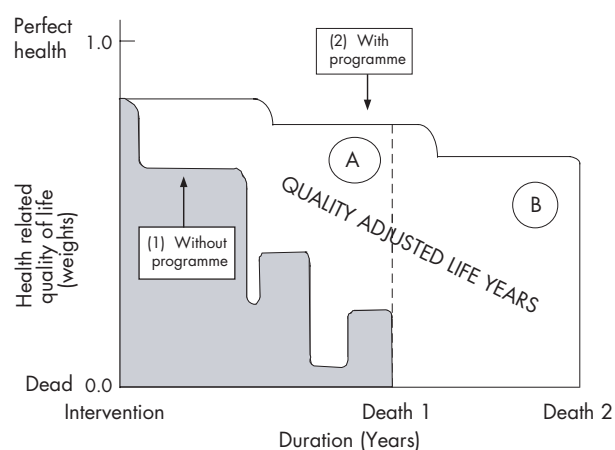 Perfect
health
1.0
(2) With
programme
A
B
QUALITY ADJUSTED LIFE YEARS
(1) Without
programme
Health related
quality of life
(weights)
Dead 0.0
Intervention
Death 1
Death 2
Duration (Years)